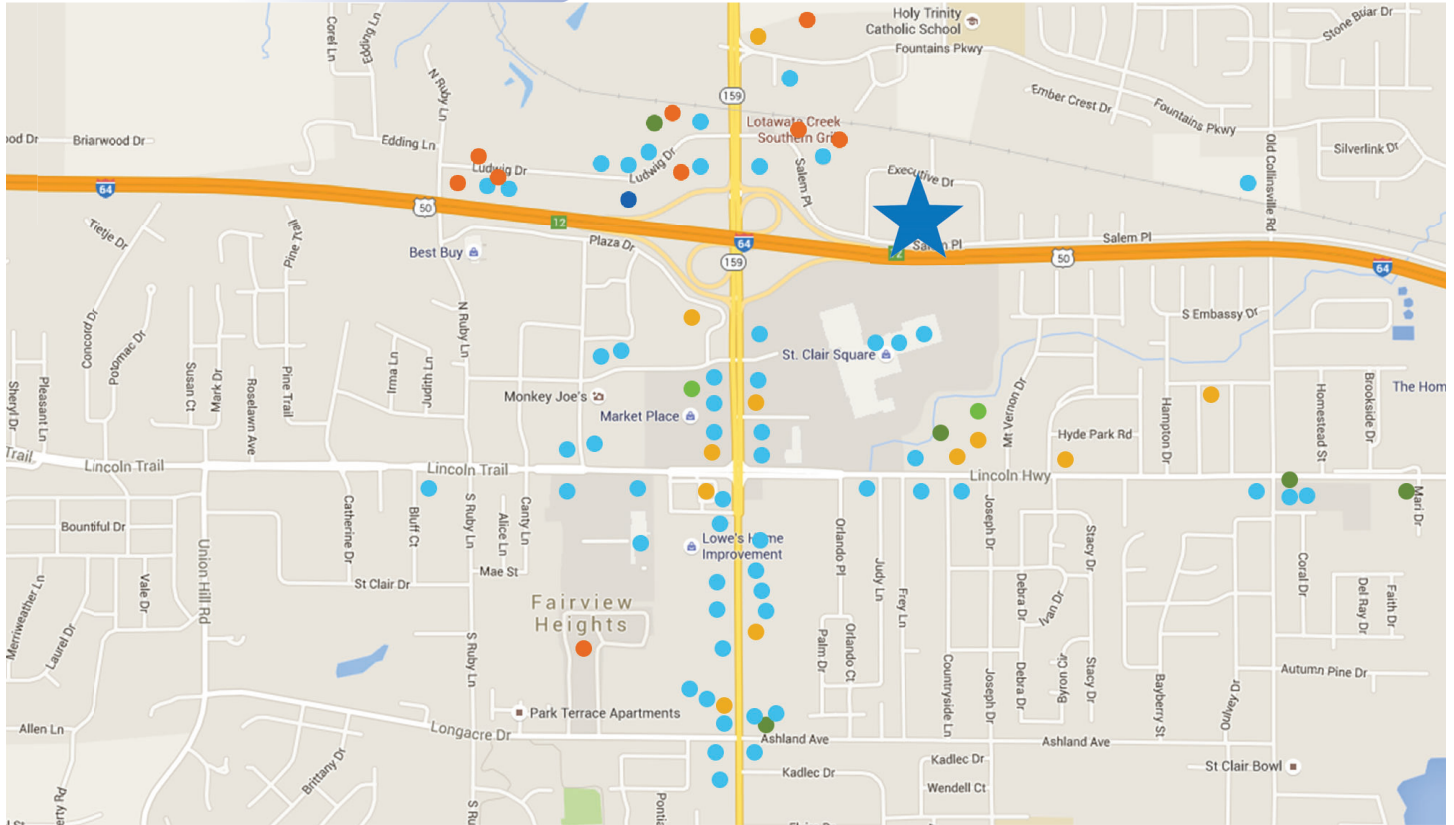 Corel Ln
Edding Ln
N Ruby Ln
Holy Trinity
Catholic School
Fountains Pkwy
Stone Briar Dr
159
Ember Crest Dr
Fountains Pkwy
Old Collinsville Rd
Silverlink Dr
ood Dr
Briarwood Dr
Edding Ln
Ludwig Dr
Ludwig Dr
Lotawata Creek
Southern Grill
Salem Pl
Executive Dr
64
50
12
Plaza Dr
64
159
Salem Pl
Salem Pl
50
64
Tietje Dr
Pine Trail
Best Buy
N Ruby Ln
S Embassy Dr
Concord Dr
Potomac Dr
Sheryl Dr
Pleasant Ln
Susan Ct
Mark Dr
Roselawn Ave
Pine Trail
Irma Ln
Judith Ln
Monkey Joe's
Market Place
St. Clair Square
Mt Vernon Dr
Hyde Park Rd
Hampton Dr
Homestead St
Brookside Dr
The Hom
Trail
Lincoln Trail
Lincoln Trail
Lincoln Hwy
Bountiful Dr
Union Hill Rd
Catherine Dr
Bluff Ct
S Ruby Ln
Alice Ln
Canty Ln
Mae St
St Clair Dr
Lowe's Home
Improvement
Orlando Pl
Judy Ln
Frey Ln
Joseph Dr
Stacy Dr
Debra Dr
Ivan Dr
Mari Dr
Coral Dr
Del Ray Dr
Faith Dr
Merriweather Ln
Vale Dr
Laurel Dr
Fairview
Heights
S Ruby Ln
Palm Dr
Orlando Ct
Countryside Ln
Joseph Dr
Debra Dr
Byron Cir
Stacy Dr
Bayberry St
Oakney Dr
Autumn Pine Dr
Allen Ln
Park Terrace Apartments
Longacre Dr
Ashland Ave
Ashland Ave
Brittany Dr
S Ru
Pontia
Kadlec Dr
Kadlec Dr
Wendell Ct
St Clair Bowl
erty Rd